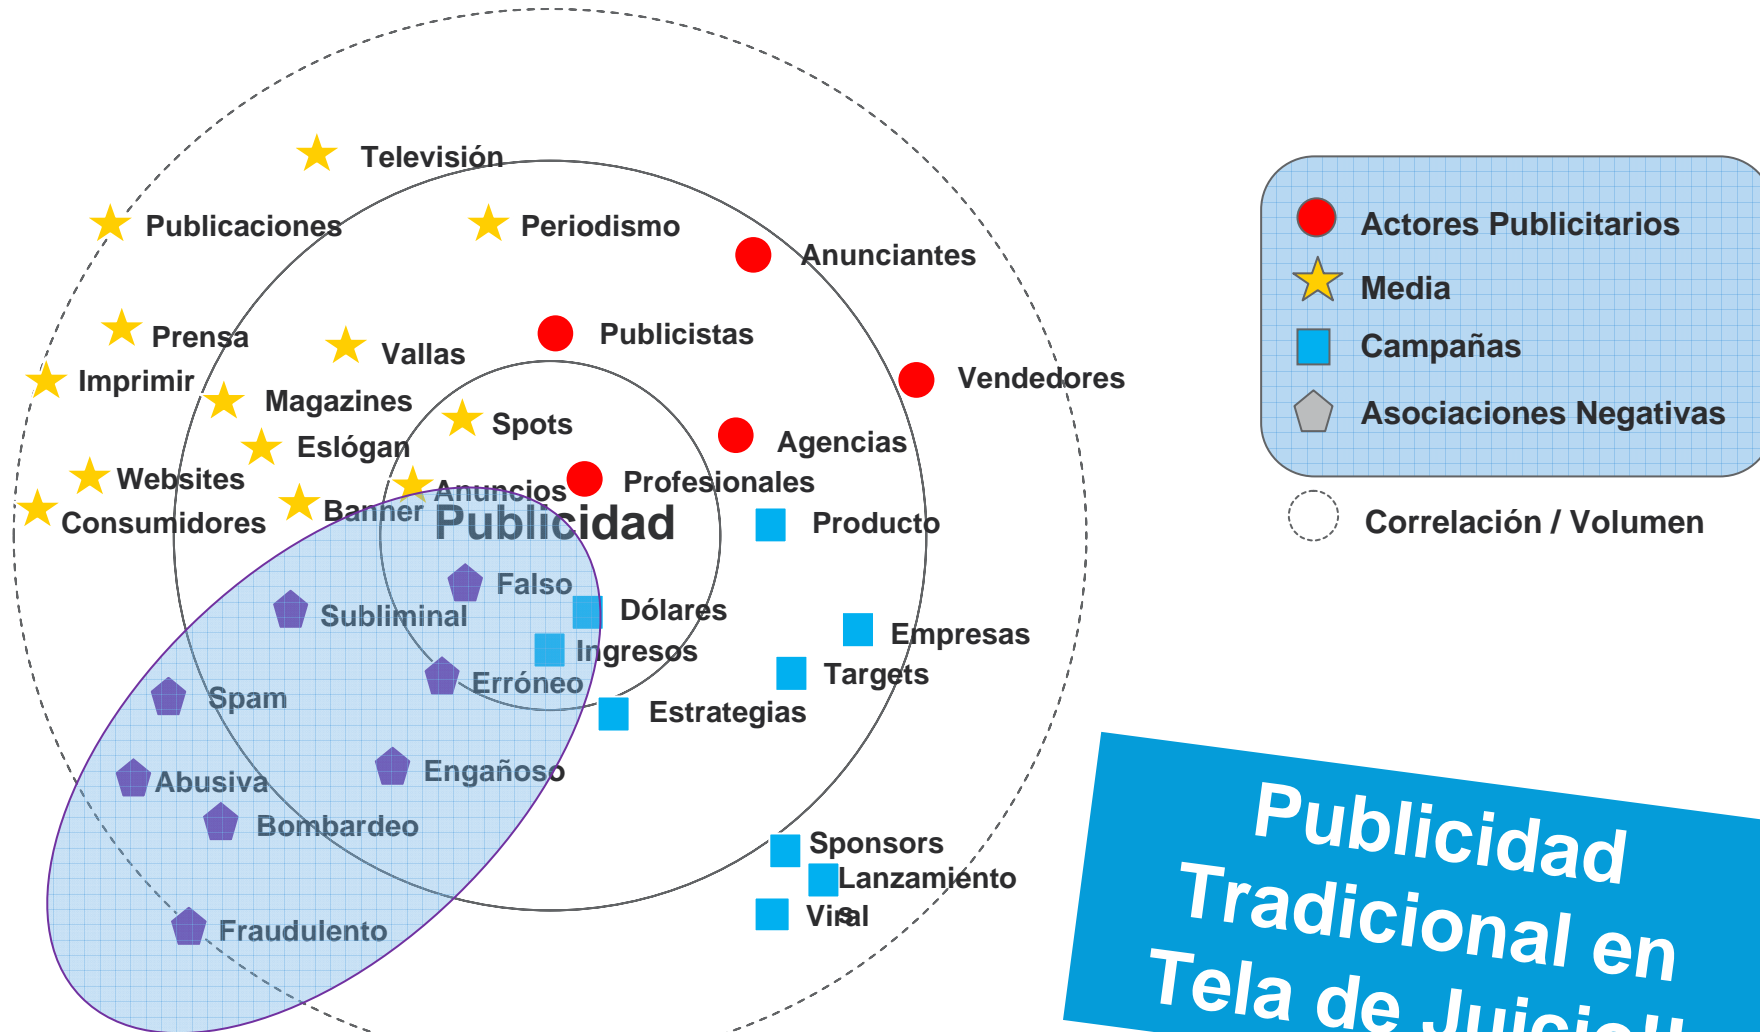 Televisión
Publicaciones
Periodismo
Anunciantes
Prensa
Vallas
Publicistas
Imprimir
Magazines
Vendedores
Eslógan
Spots
Agencias
Websites
Anuncios
Profesionales
Consumidores
Banner
Publicidad
Producto
Falso
Subliminal
Dólares
Empresas
Ingresos
Spam
Erróneo
Targets
Estrategias
Abusiva
Engañoso
Bombardeo
Sponsors
Lanzamiento
s
Viral
Fraudulento
Actores Publicitarios
Media
Campañas
Asociaciones Negativas
Correlación / Volumen
Publicidad
Tradicional en
Tela de Juicio!!